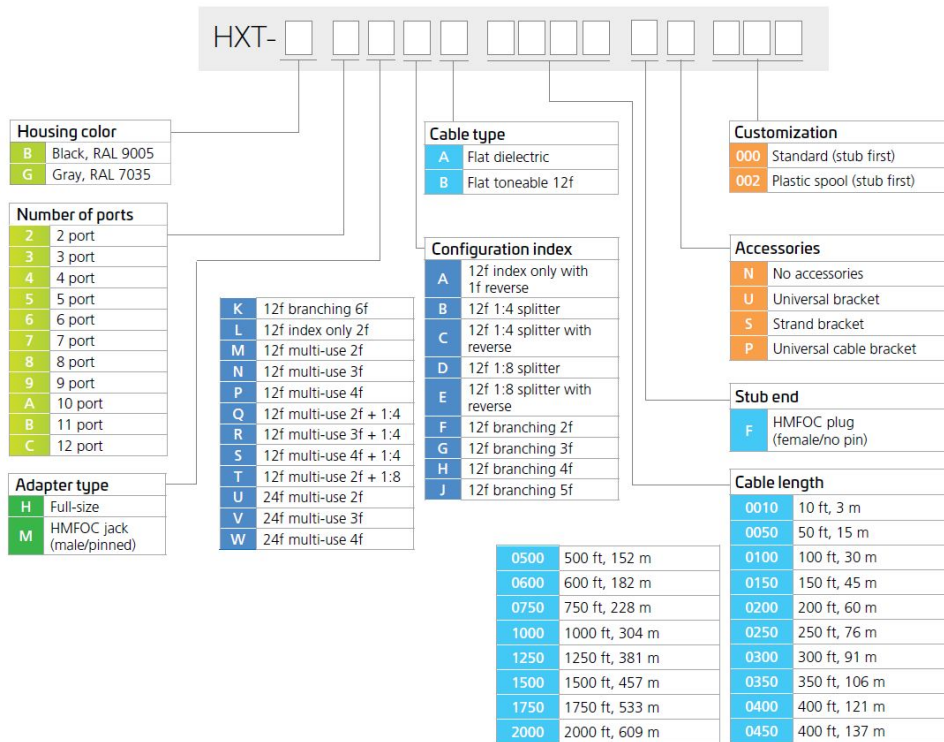 HXT-
Housing color
B Black, RAL 9005
G Gray, RAL 7035
Number of ports
2 2 port
3 3 port
4 4 port
5 5 port
6 6 port
7 7 port
8 8 port
9 9 port
A 10 port
B 11 port
C 12 port
Adapter type
H Full-size
M HMFOC jack
(male/pinned)
K 12f branching 6f
L 12f index only 2f
M 12f multi-use 2f
N 12f multi-use 3f
P 12f multi-use 4f
Q 12f multi-use 2f + 1:4
R 12f multi-use 3f + 1:4
S 12f multi-use 4f + 1:4
T 12f multi-use 2f + 1:8
U 24f multi-use 2f
V 24f multi-use 3f
W 24f multi-use 4f
Cable type
A Flat dielectric
B Flat toneable 12f
Configuration index
A 12f index only with
1f reverse
B 12f 1:4 splitter
C 12f 1:4 splitter with
reverse
D 12f 1:8 splitter
E 12f 1:8 splitter with
reverse
F 12f branching 2f
G 12f branching 3f
H 12f branching 4f
J 12f branching 5f
Customization
000 Standard (stub first)
002 Plastic spool (stub first)
Accessories
N No accessories
U Universal bracket
S Strand bracket
P Universal cable bracket
Stub end
F HMFOC plug
(female/no pin)
Cable length
0010 10 ft, 3 m
0050 50 ft, 15 m
0100 100 ft, 30 m
0150 150 ft, 45 m
0200 200 ft, 60 m
0250 250 ft, 76 m
0300 300 ft, 91 m
0350 350 ft, 106 m
0400 400 ft, 121 m
0450 400 ft, 137 m
0500 500 ft, 152 m
0600 600 ft, 182 m
0750 750 ft, 228 m
1000 1000 ft, 304 m
1250 1250 ft, 381 m
1500 1500 ft, 457 m
1750 1750 ft, 533 m
2000 2000 ft, 609 m